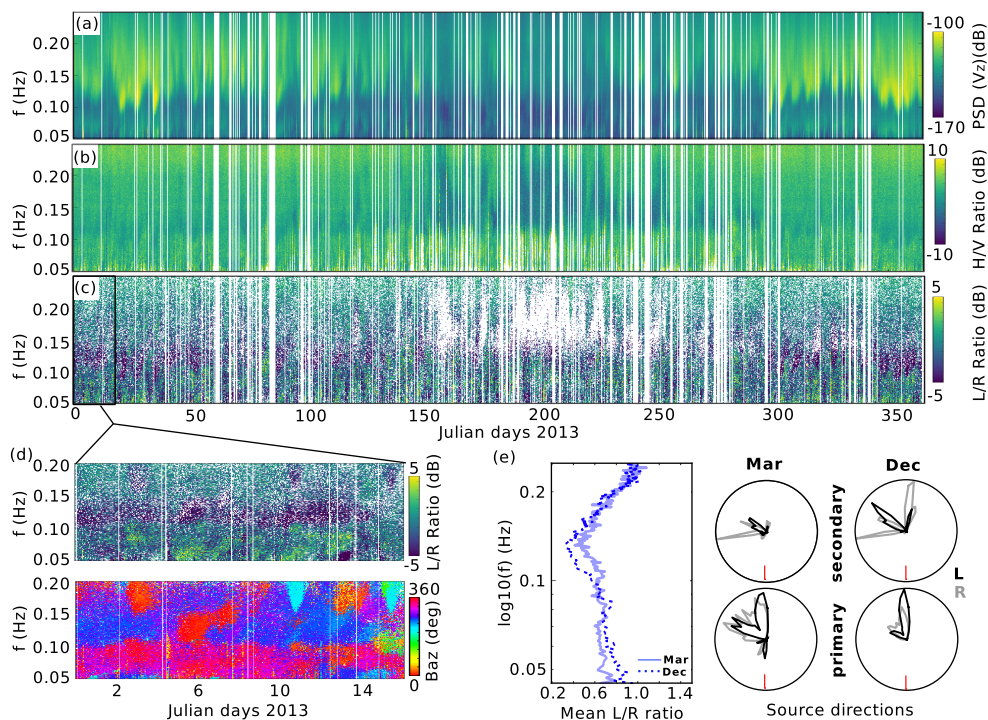 (a)
0.20
0.15
0.10
0.05
f (Hz)
-100
-170
PSD (Vz)(dB)
(b)
0.20
0.15
0.10
0.05
f (Hz)
10
-10
H/V Ratio (dB)
(c)
0.20
0.15
0.10
0.05
f (Hz)
5
-5
L/R Ratio (dB)
0 50 100 150 200 250 300 350
Julian days 2013
(d)
0.20
0.15
0.10
0.05
f (Hz)
5
-5
L/R Ratio (dB)
0.20
0.15
0.10
0.05
f (Hz)
360
0
Baz (deg)
2 6 10 14
Julian days 2013
(e)
0.2
0.1
0.05
log10(f) (Hz)
Mar
Dec
0.2 0.6 1.0 1.5
Mean L/R ratio
Mar Dec
secondary
primary
L
R
Source directions